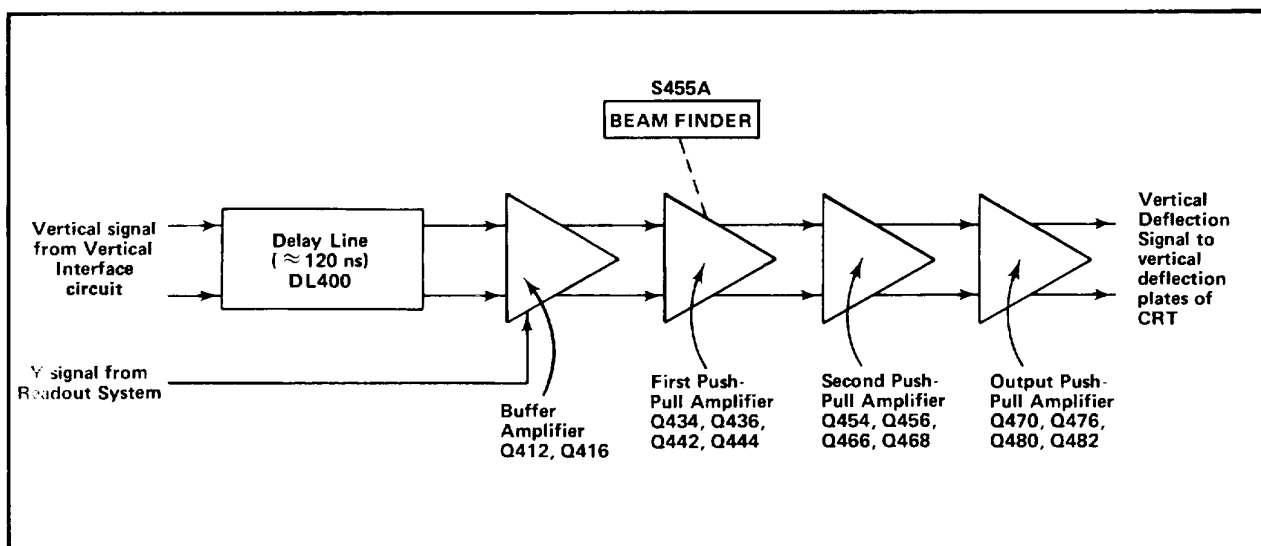 S455A
BEAM FINDER
Vertical signal
from Vertical
Interface
circuit
Delay Line
( ≈ 120 ns)
DL400
Vertical
Deflection
Signal to
vertical
deflection
plates of
CRT
Y signal from
Readout System
Buffer
Amplifier
Q412, Q416
First Push-
Pull Amplifier
Q434, Q436,
Q442, Q444
Second Push-
Pull Amplifier
Q454, Q456,
Q466, Q468
Output Push-
Pull Amplifier
Q470, Q476,
Q480, Q482